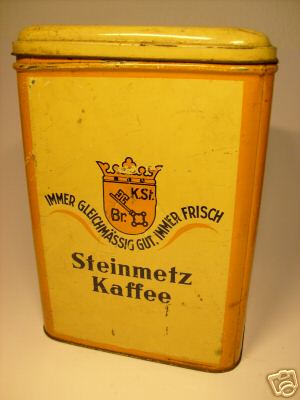 K.St.
Br.
IMMER GLEICHMÄSSIG GUT, IMMER FRISCH
Steinmetz
Kaffee